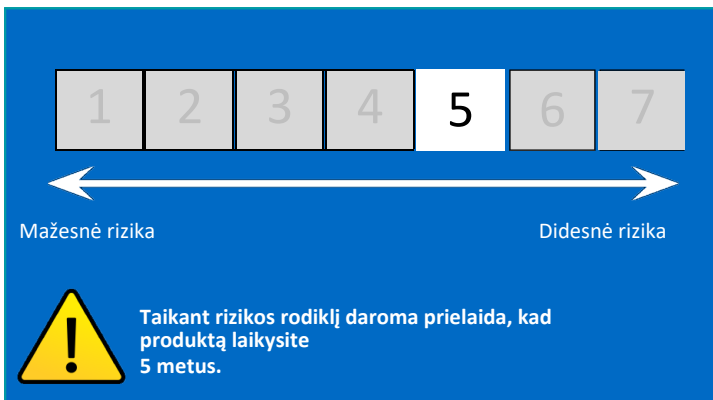 1 2 3 4 5 6 7
Mažesnė rizika Didesnė rizika
Taikant rizikos rodiklį daroma prielaida, kad
produktą laikysite
5 metus.